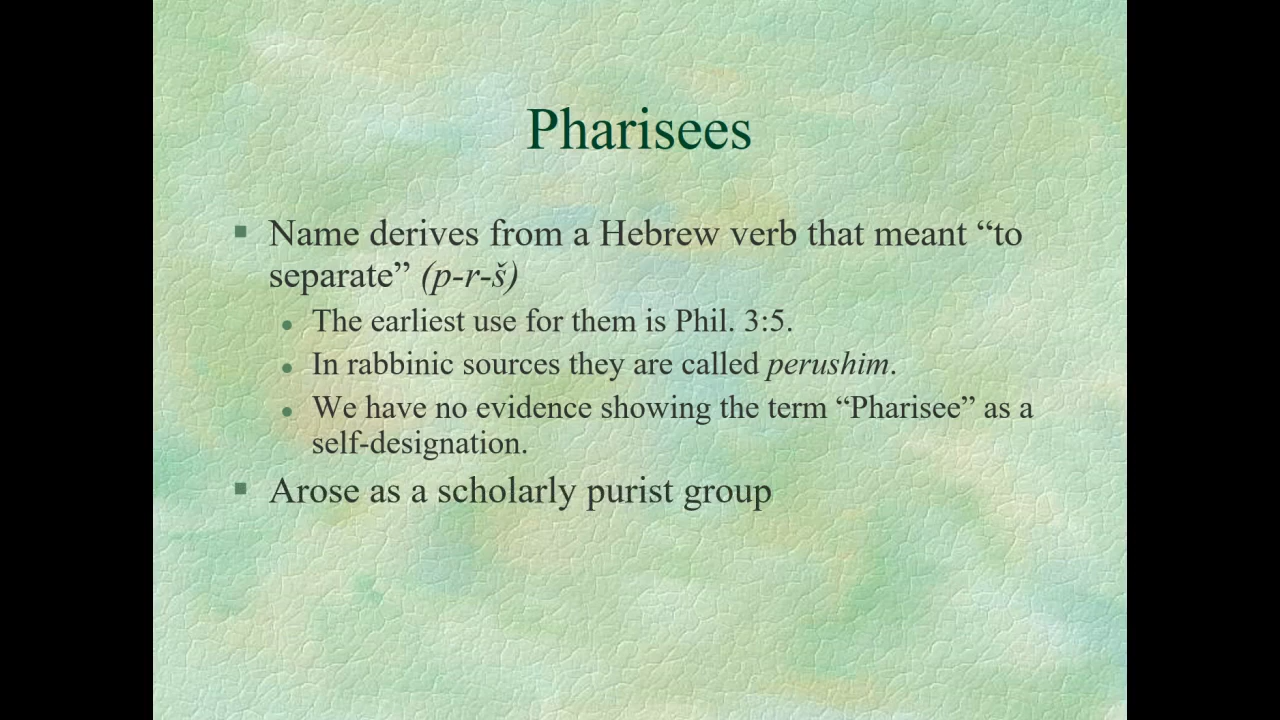 Pharisees
Name derives from a Hebrew verb that meant “to
separate” (p-r-š)
The earliest use for them is Phil. 3:5.
In rabbinic sources they are called perushim.
We have no evidence showing the term “Pharisee” as a
self-designation.
Arose as a scholarly purist group